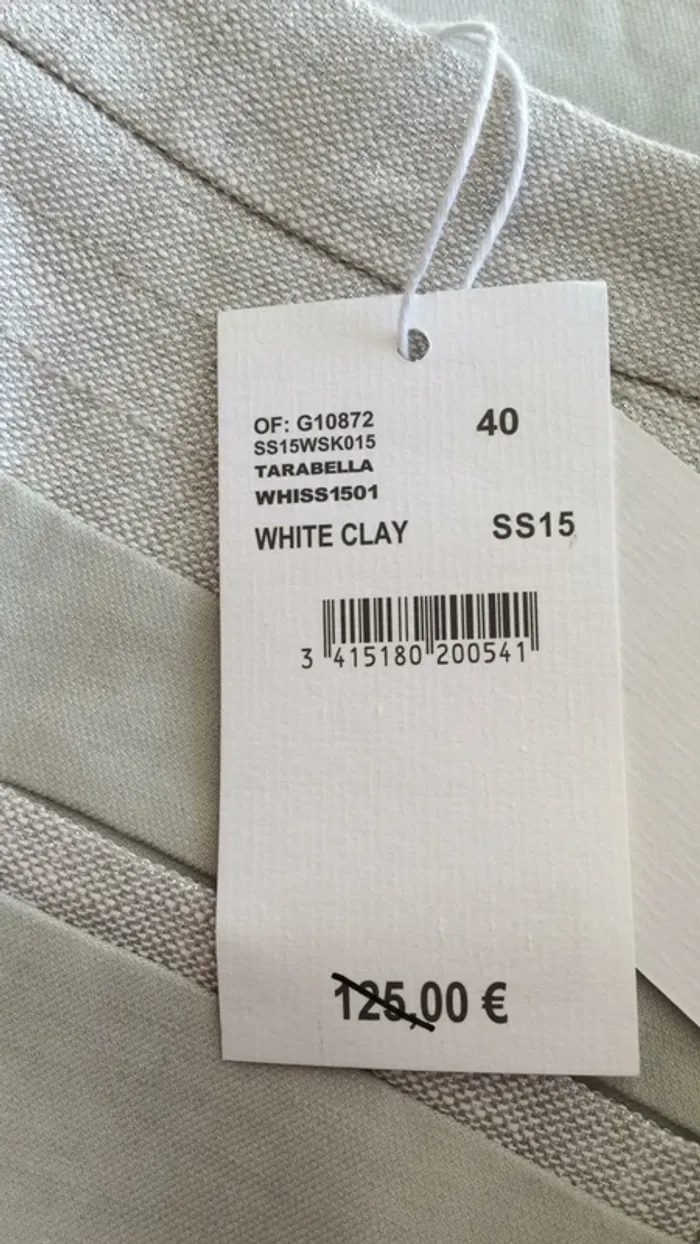 OF: G10872 40
SS15WSK015
TARABELLA
WHISS1501
WHITE CLAY SS15
3 415180 200541
125,00 €